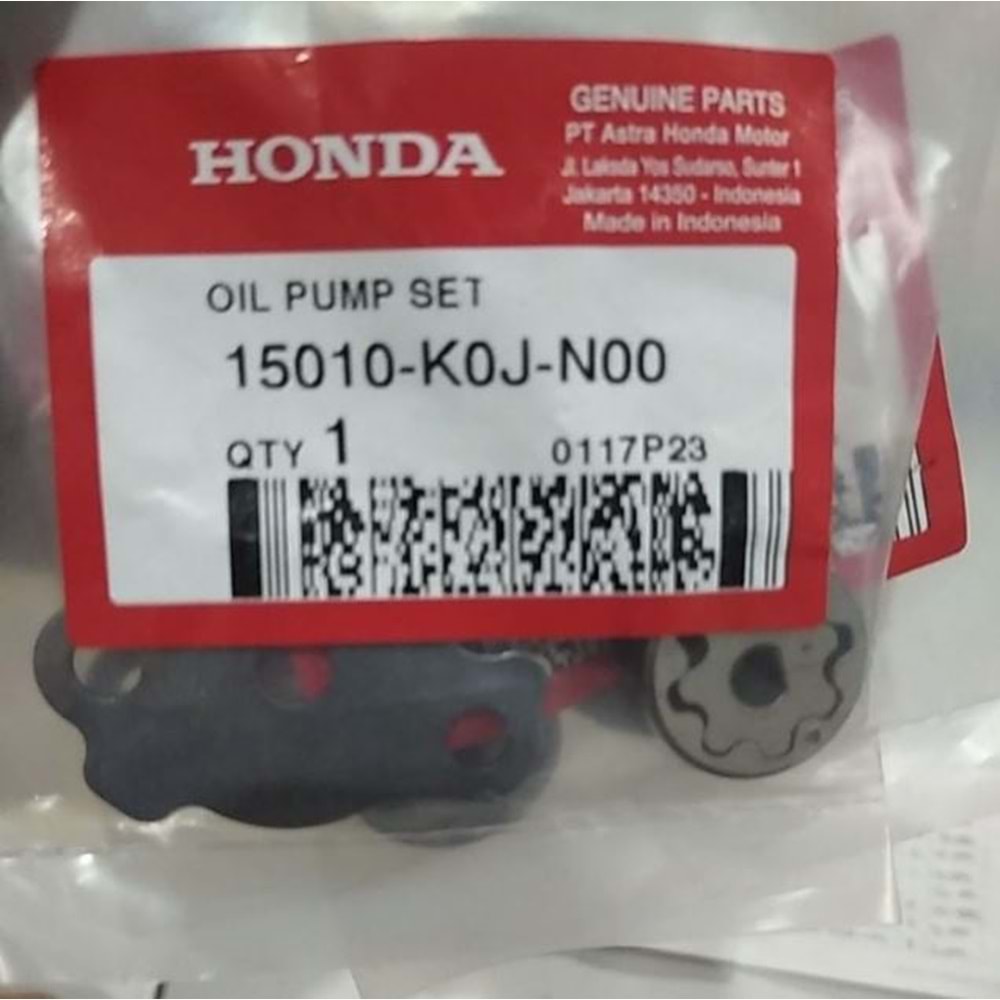 HONDA
GENUINE PARTS
PT Astra Honda Motor
Jl. Laksda Yos Sudarso, Sunter 1
Jakarta 14350 - Indonesia
Made in Indonesia
OIL PUMP SET
15010-K0J-N00
QTY 1
0117P23